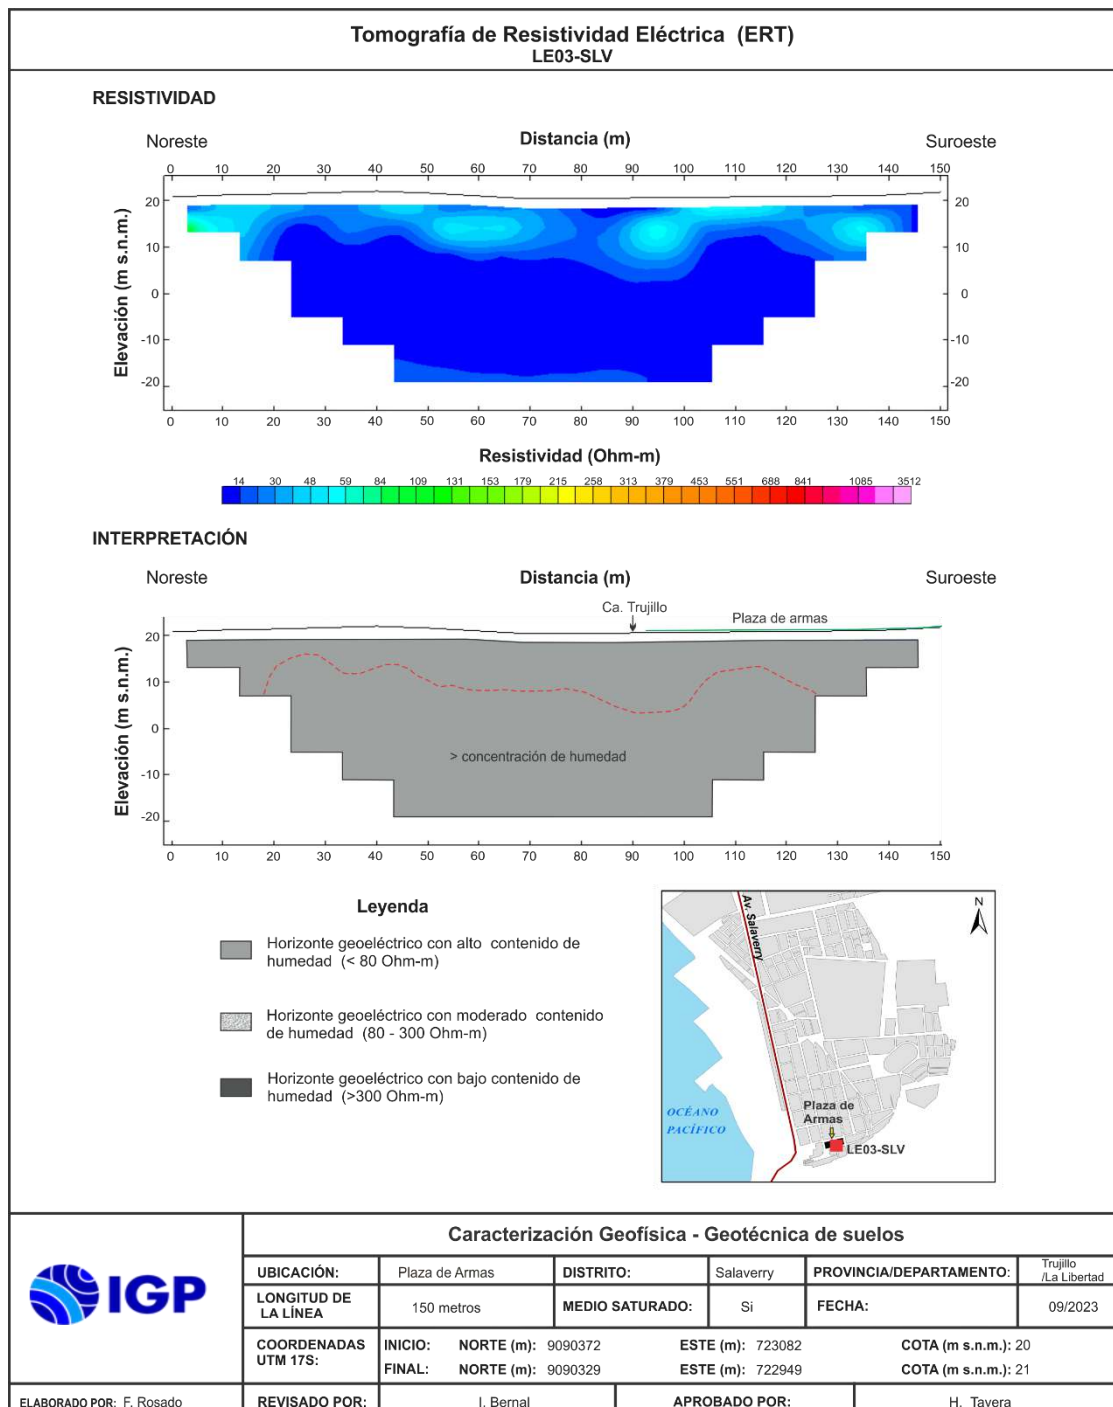 Tomografía de Resistividad Eléctrica (ERT)
LE03-SLV
RESISTIVIDAD
Noreste
Distancia (m)
Suroeste
0 10 20 30 40 50 60 70 80 90 100 110 120 130 140 150
Elevación (m s.n.m.)
20 20
10 10
0 0
-10 -10
-20 -20
0 10 20 30 40 50 60 70 80 90 100 110 120 130 140 150
Resistividad (Ohm-m)
14 30 48 59 84 109 131 153 179 215 258 313 379 453 551 688 841 1085 3512
INTERPRETACIÓN
Noreste
Distancia (m)
Suroeste
Ca. Trujillo
Plaza de armas
Elevación (m s.n.m.)
20
10
0
-10
-20
> concentración de humedad
0 10 20 30 40 50 60 70 80 90 100 110 120 130 140 150
Leyenda
Horizonte geoeléctrico con alto contenido de
humedad (< 80 Ohm-m)
Horizonte geoeléctrico con moderado contenido
de humedad (80 - 300 Ohm-m)
Horizonte geoeléctrico con bajo contenido de
humedad (>300 Ohm-m)
Av. Salaverry
N
OCÉANO
PACÍFICO
Plaza de
Armas
LE03-SLV
IGP
Caracterización Geofísica - Geotécnica de suelos
UBICACIÓN: Plaza de Armas DISTRITO: Salaverry PROVINCIA/DEPARTAMENTO: Trujillo
/La Libertad
LONGITUD DE
LA LÍNEA 150 metros MEDIO SATURADO: Si FECHA: 09/2023
COORDENADAS
UTM 17S:
INICIO: NORTE (m): 9090372 ESTE (m): 723082 COTA (m s.n.m.): 20
FINAL: NORTE (m): 9090329 ESTE (m): 722949 COTA (m s.n.m.): 21
ELABORADO POR: F. Rosado REVISADO POR: I. Bernal APROBADO POR: H. Tavera